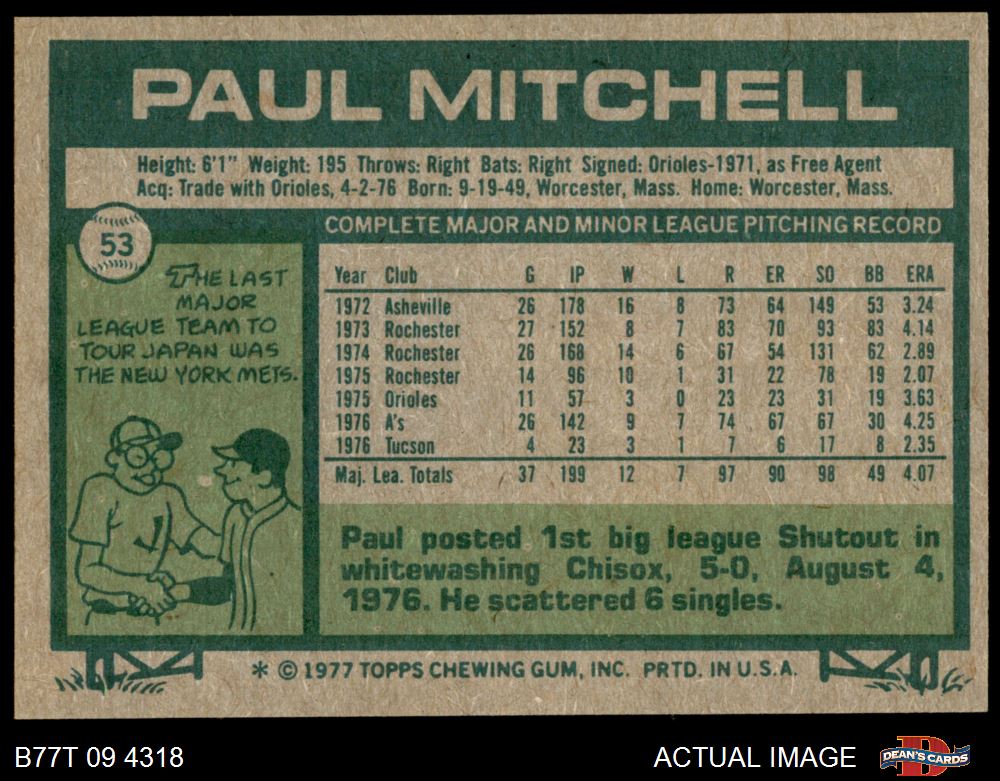 PAUL MITCHELL
Height: 6'1" Weight: 195 Throws: Right Bats: Right Signed: Orioles-1971, as Free Agent
Acq: Trade with Orioles, 4-2-76 Born: 9-19-49, Worcester, Mass. Home: Worcester, Mass.
53
THE LAST
MAJOR
LEAGUE TEAM TO
TOUR JAPAN WAS
THE NEW YORK METS.
J
COMPLETE MAJOR AND MINOR LEAGUE PITCHING RECORD
Year Club G IP W L R ER SO BB ERA
1972 Asheville 26 178 16 8 73 64 149 53 3.24
1973 Rochester 27 152 8 7 83 70 93 83 4.14
1974 Rochester 26 168 14 6 67 54 131 62 2.89
1975 Rochester 14 96 10 1 31 22 78 19 2.07
1975 Orioles 11 57 3 0 23 23 31 19 3.63
1976 A's 26 142 9 7 74 67 67 30 4.25
1976 Tucson 4 23 3 1 7 6 17 8 2.35
Maj. Lea. Totals 37 199 12 7 97 90 98 49 4.07
Paul posted 1st big league Shutout in
whitewashing Chisox, 5-0, August 4,
1976. He scattered 6 singles.
* © 1977 TOPPS CHEWING GUM, INC. PRTD. IN U.S.A.
B77T 09 4318
ACTUAL IMAGE
D
DEAN'S CARDS